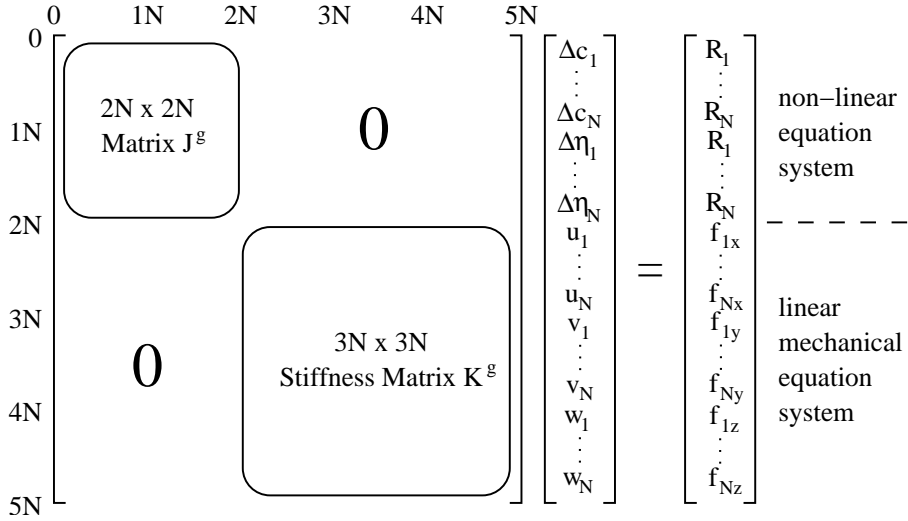 0 1N 2N 3N 4N 5N
0
1N
2N
3N
4N
5N
2N x 2N
Matrix J^g
0
0
3N x 3N
Stiffness Matrix K^g
Δc_1
⋮
Δc_N
Δη_1
⋮
Δη_N
u_1
⋮
u_N
v_1
⋮
v_N
w_1
⋮
w_N
=
R_1
⋮
R_N
R_1
⋮
R_N
f_1x
⋮
f_Nx
f_1y
⋮
f_Ny
f_1z
⋮
f_Nz
non−linear
equation
system
linear
mechanical
equation
system